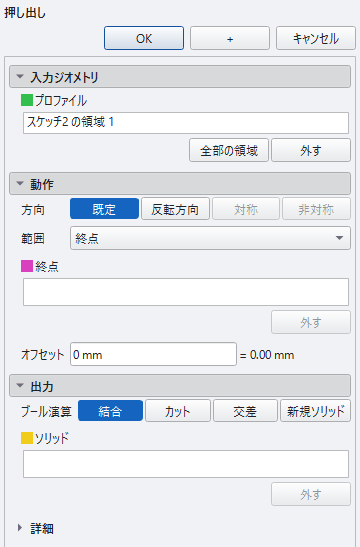 押し出し
OK + キャンセル
入力ジオメトリ
プロファイル
スケッチ2 の領域 1
全部の領域 外す
動作
方向 既定 反転方向 対称 非対称
範囲 終点
終点
外す
オフセット 0 mm = 0.00 mm
出力
ブール演算 結合 カット 交差 新規ソリッド
ソリッド
外す
詳細